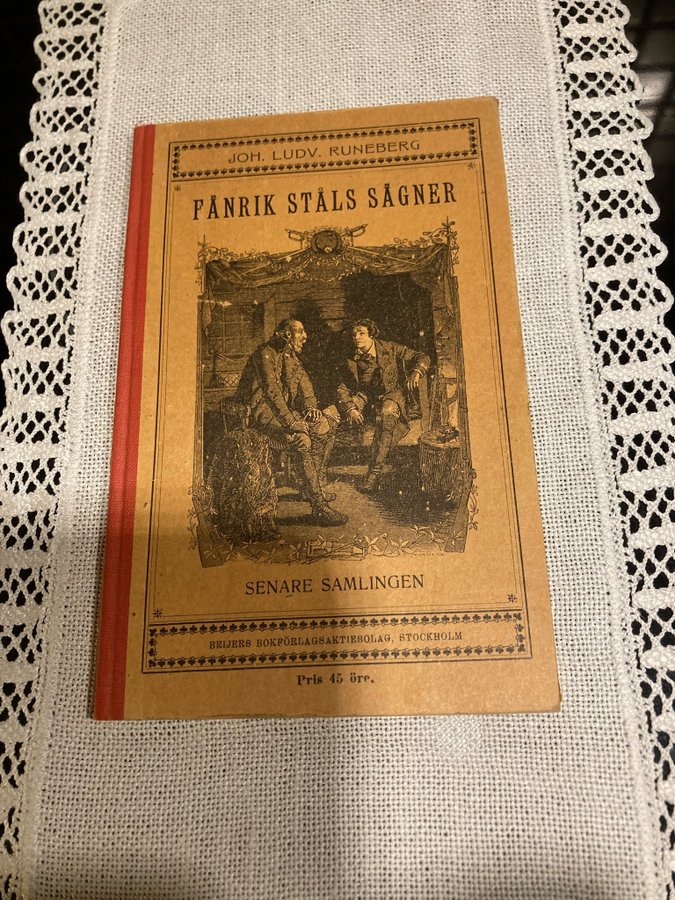 JOH. LUDV. RUNEBERG
FÄNRIK STÅLS SÄGNER
SENARE SAMLINGEN
BEIJERS BOKFÖRLAGSAKTIEBOLAG, STOCKHOLM
Pris 45 öre.